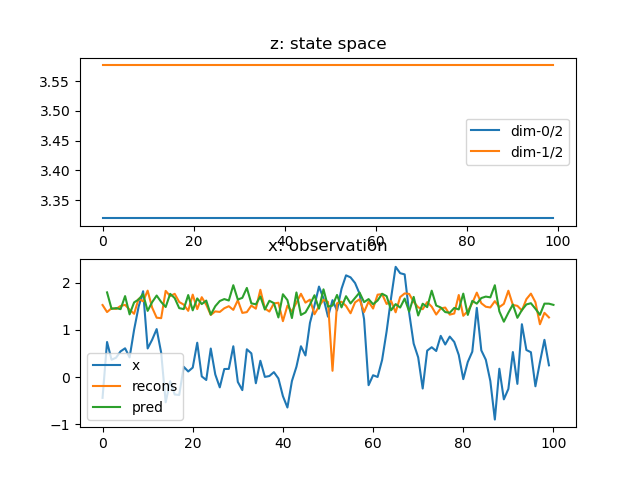 z: state space
3.55
3.50
3.45
3.40
3.35
dim-0/2
dim-1/2
0 20 40 60 80 100
x: observation
2
1
0
−1
x
recons
pred
0 20 40 60 80 100